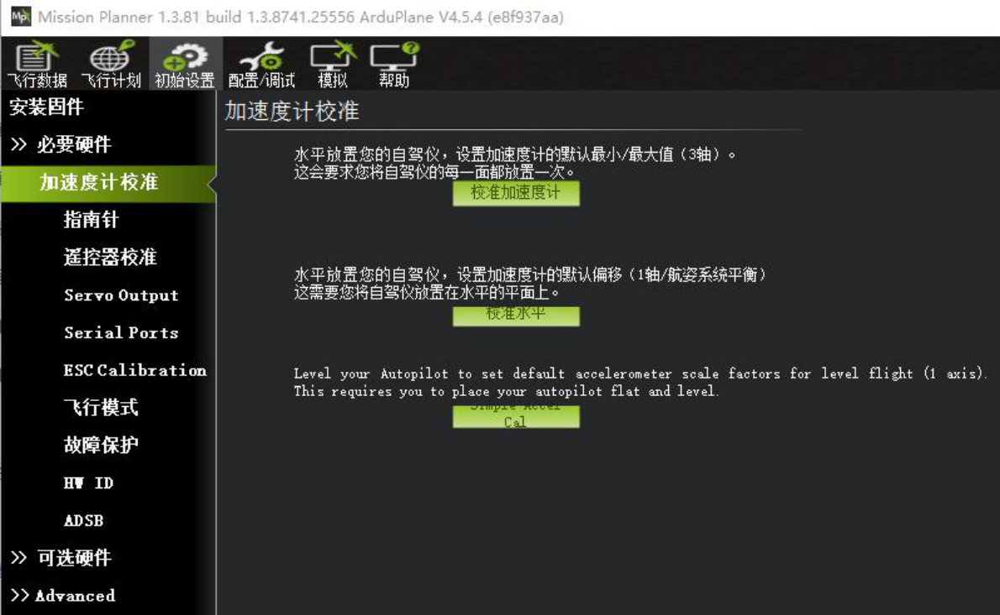 Mission Planner 1.3.81 build 1.3.8741.25556 ArduPlane V4.5.4 (e8f937aa)
飞行数据 飞行计划 初始设置 配置/调试 模拟 帮助
安装固件
>> 必要硬件
加速度计校准
指南针
遥控器校准
Servo Output
Serial Ports
ESC Calibration
飞行模式
故障保护
HW ID
ADSB
>> 可选硬件
>> Advanced
加速度计校准
水平放置您的自驾仪，设置加速度计的默认最小/最大值（3轴）。
这会要求您将自驾仪的每一面都放置一次。
校准加速度计
水平放置您的自驾仪，设置加速度计的默认偏移（1轴/航姿系统平衡）
这需要您将自驾仪放置在水平的平面上。
校准水平
Level your Autopilot to set default accelerometer scale factors for level flight (1 axis).
This requires you to place your autopilot flat and level.
Simple Accel
Cal